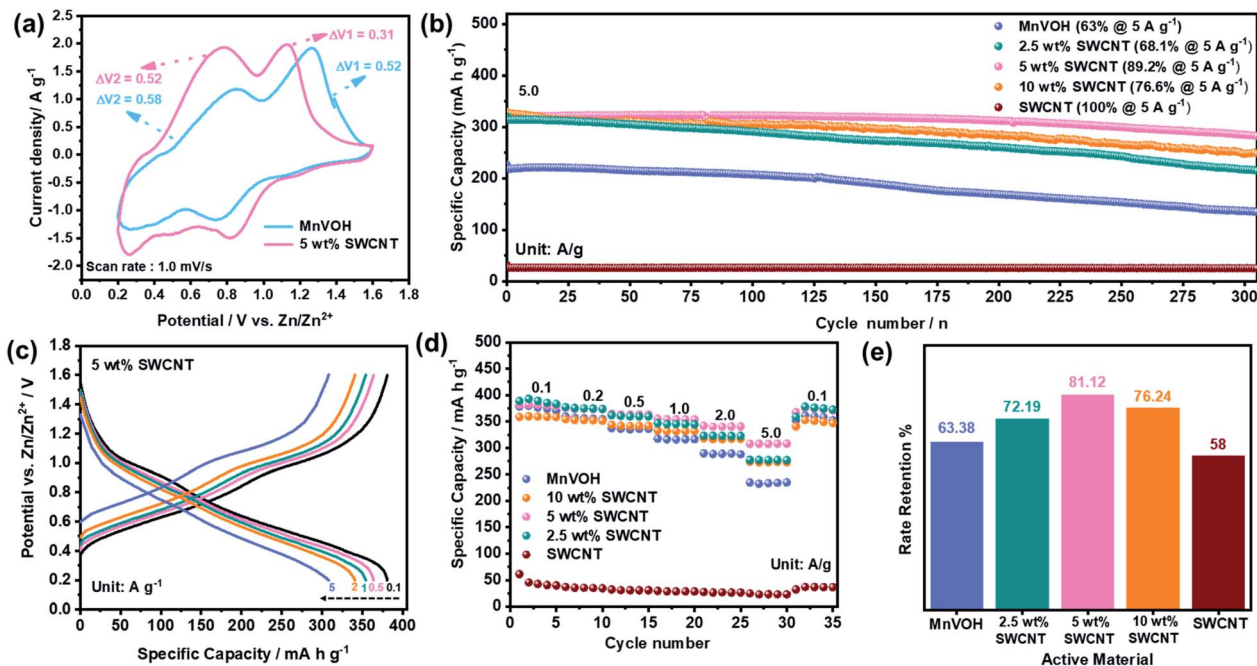 (a)
2.5
2.0
1.5
1.0
0.5
0.0
-0.5
-1.0
-1.5
-2.0
-2.5
Current density/ A g-1
ΔV1 = 0.31
ΔV2 = 0.52
ΔV1 = 0.52
ΔV2 = 0.58
MnVOH
5 wt% SWCNT
Scan rate : 1.0 mV/s
0.0 0.2 0.4 0.6 0.8 1.0 1.2 1.4 1.6 1.8
Potential / V vs. Zn/Zn2+
(b)
500
400
300
200
100
0
Specific Capacity (mA h g-1)
5.0
MnVOH (63% @ 5 A g-1)
2.5 wt% SWCNT (68.1% @ 5 A g-1)
5 wt% SWCNT (89.2% @ 5 A g-1)
10 wt% SWCNT (76.6% @ 5 A g-1)
SWCNT (100% @ 5 A g-1)
Unit: A/g
0 25 50 75 100 125 150 175 200 225 250 275 300
Cycle number / n
(c)
1.8
1.6
1.4
1.2
1.0
0.8
0.6
0.4
0.2
0.0
Potential vs. Zn/Zn2+ / V
5 wt% SWCNT
5 2 1 0.5 0.1
Unit: A g-1
0 50 100 150 200 250 300 350 400
Specific Capacity / mA h g-1
(d)
500
450
400
350
300
250
200
150
100
50
0
Specific Capacity / mA h g-1
0.1 0.2 0.5 1.0 2.0 5.0 0.1
MnVOH
10 wt% SWCNT
5 wt% SWCNT
2.5 wt% SWCNT
SWCNT
Unit: A/g
0 5 10 15 20 25 30 35
Cycle number
(e)
Rate Retention %
63.38
72.19
81.12
76.24
58
MnVOH
2.5 wt%
SWCNT
5 wt%
SWCNT
10 wt%
SWCNT
SWCNT
Active Material